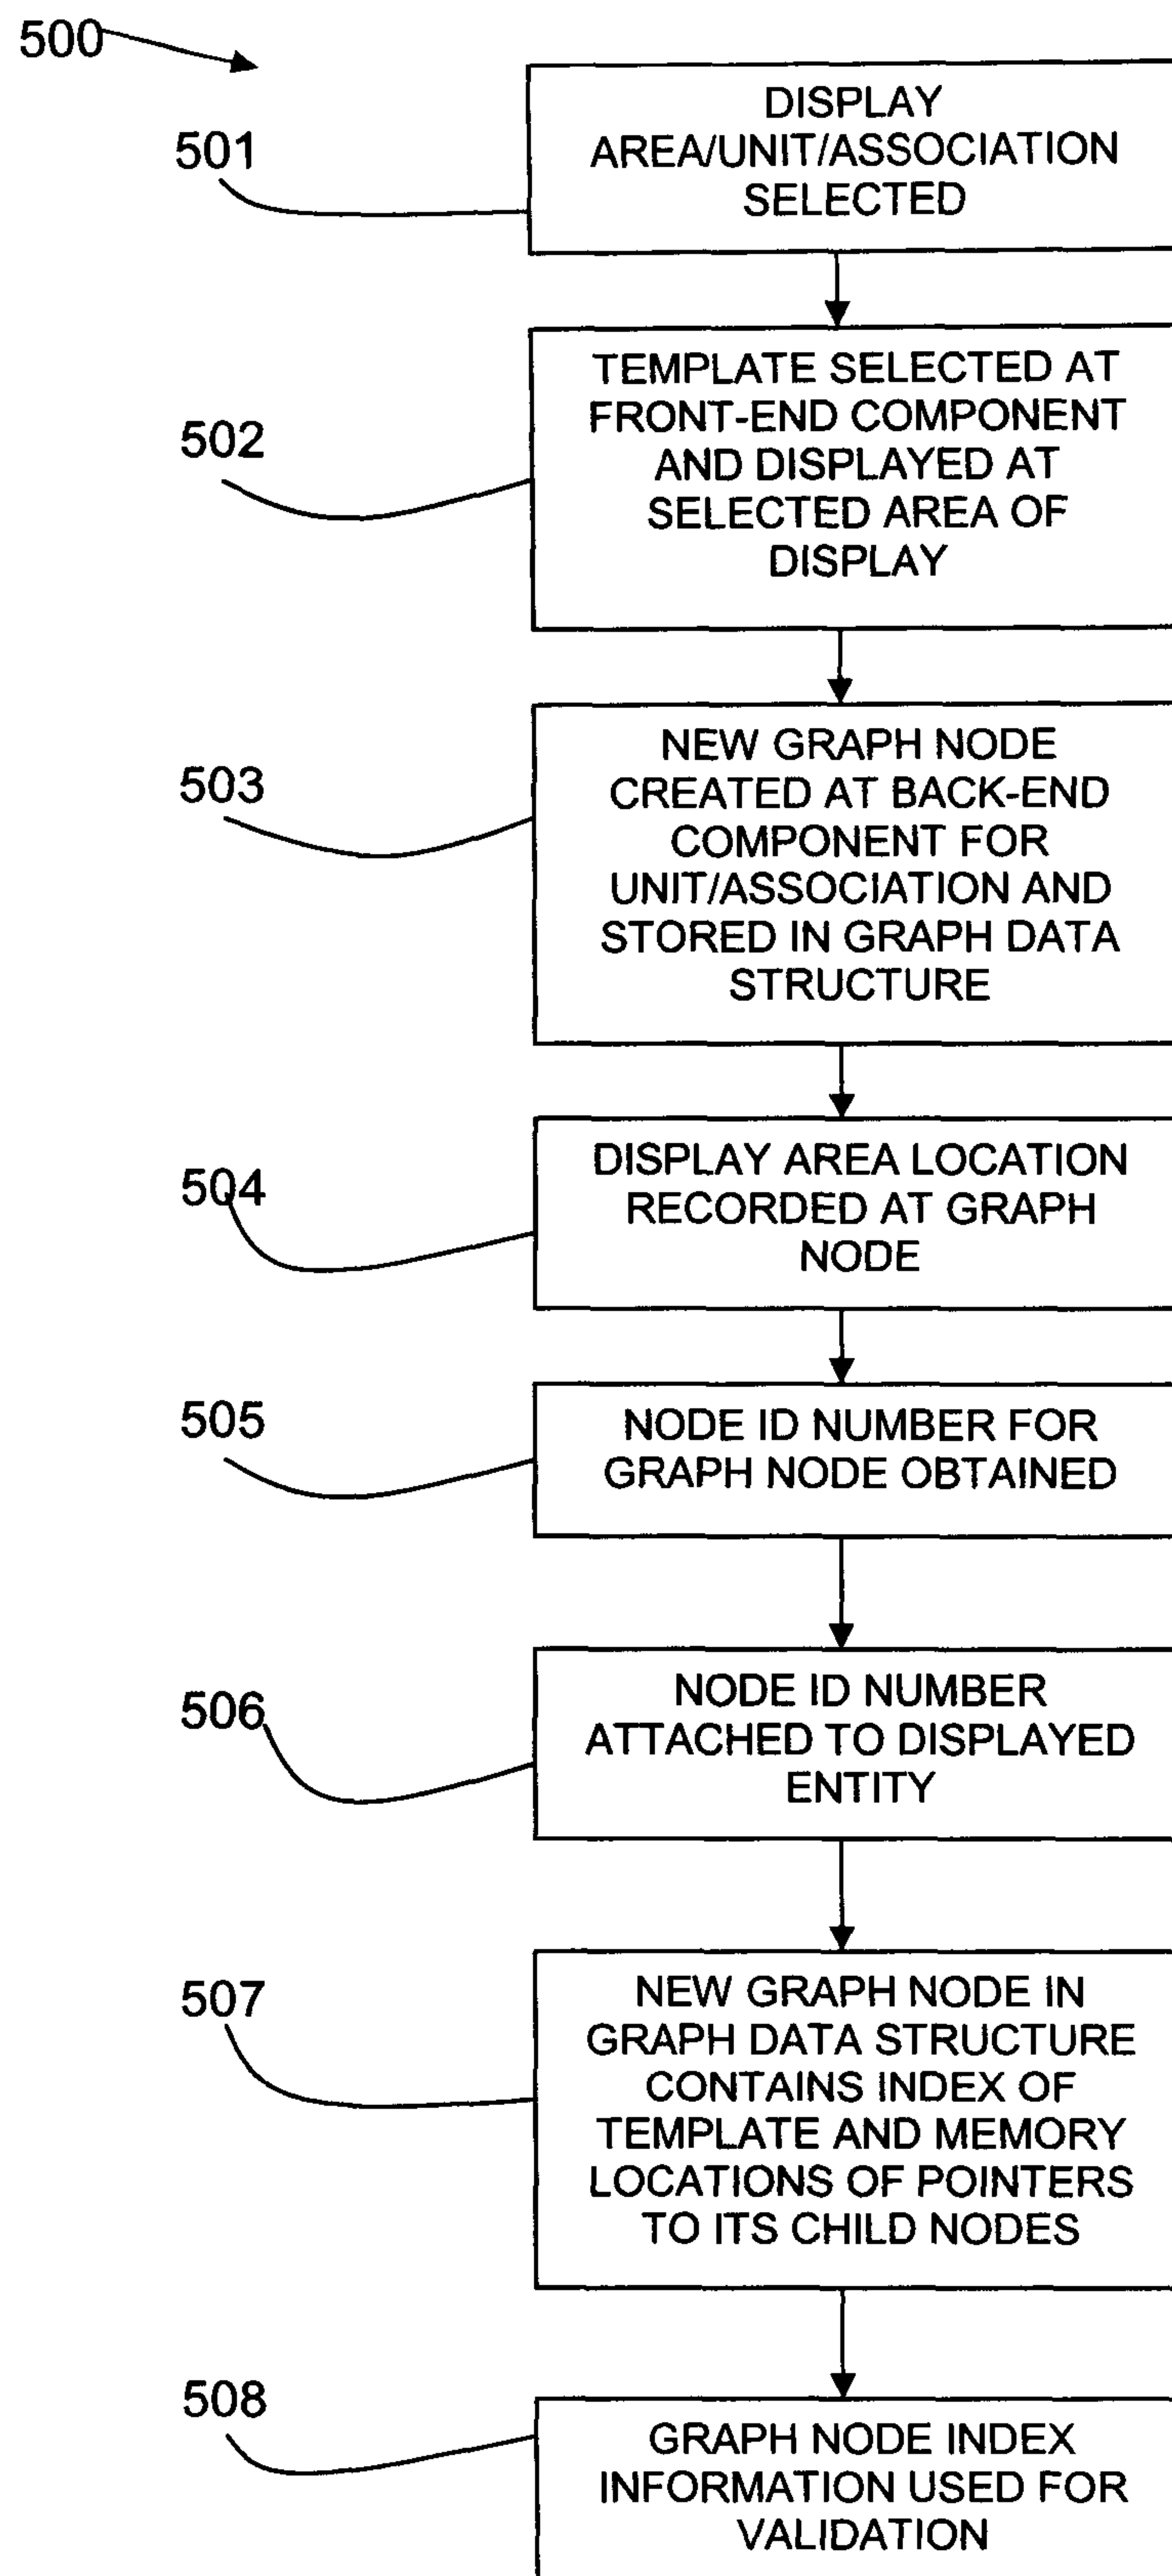 500
501
DISPLAY
AREA/UNIT/ASSOCIATION
SELECTED
502
TEMPLATE SELECTED AT
FRONT-END COMPONENT
AND DISPLAYED AT
SELECTED AREA OF
DISPLAY
503
NEW GRAPH NODE
CREATED AT BACK-END
COMPONENT FOR
UNIT/ASSOCIATION AND
STORED IN GRAPH DATA
STRUCTURE
504
DISPLAY AREA LOCATION
RECORDED AT GRAPH
NODE
505
NODE ID NUMBER FOR
GRAPH NODE OBTAINED
506
NODE ID NUMBER
ATTACHED TO DISPLAYED
ENTITY
507
NEW GRAPH NODE IN
GRAPH DATA STRUCTURE
CONTAINS INDEX OF
TEMPLATE AND MEMORY
LOCATIONS OF POINTERS
TO ITS CHILD NODES
508
GRAPH NODE INDEX
INFORMATION USED FOR
VALIDATION